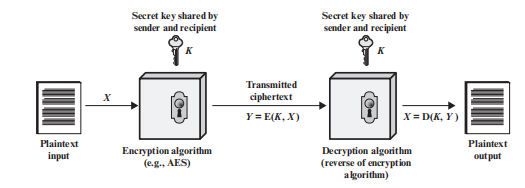 Secret key shared by
sender and recipient
K
Secret key shared by
sender and recipient
K
X
Transmitted
ciphertext
Y = E(K, X)
X = D(K, Y)
Plaintext
input
Encryption algorithm
(e.g., AES)
Decryption algorithm
(reverse of encryption
algorithm)
Plaintext
output